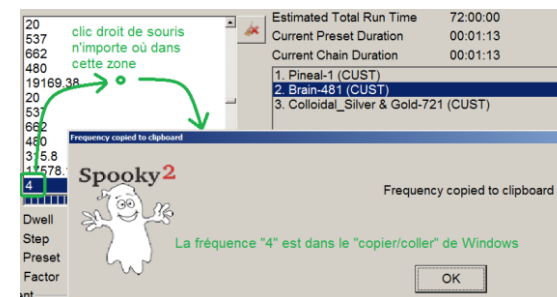 20
537
662
480
19169.38
20
537
662
480
315.8
17578.
4
clic droit de souris
n'importe où dans
cette zone
Estimated Total Run Time 72:00:00
Current Preset Duration 00:01:13
Current Chain Duration 00:01:13
1. Pineal-1 (CUST)
2. Brain-481 (CUST)
3. Colloidal_Silver & Gold-721 (CUST)
Frequency copied to clipboard
Spooky2
Frequency copied to clipboard
La fréquence "4" est dans le "copier/coller" de Windows
OK
Dwell
Step
Preset
Factor